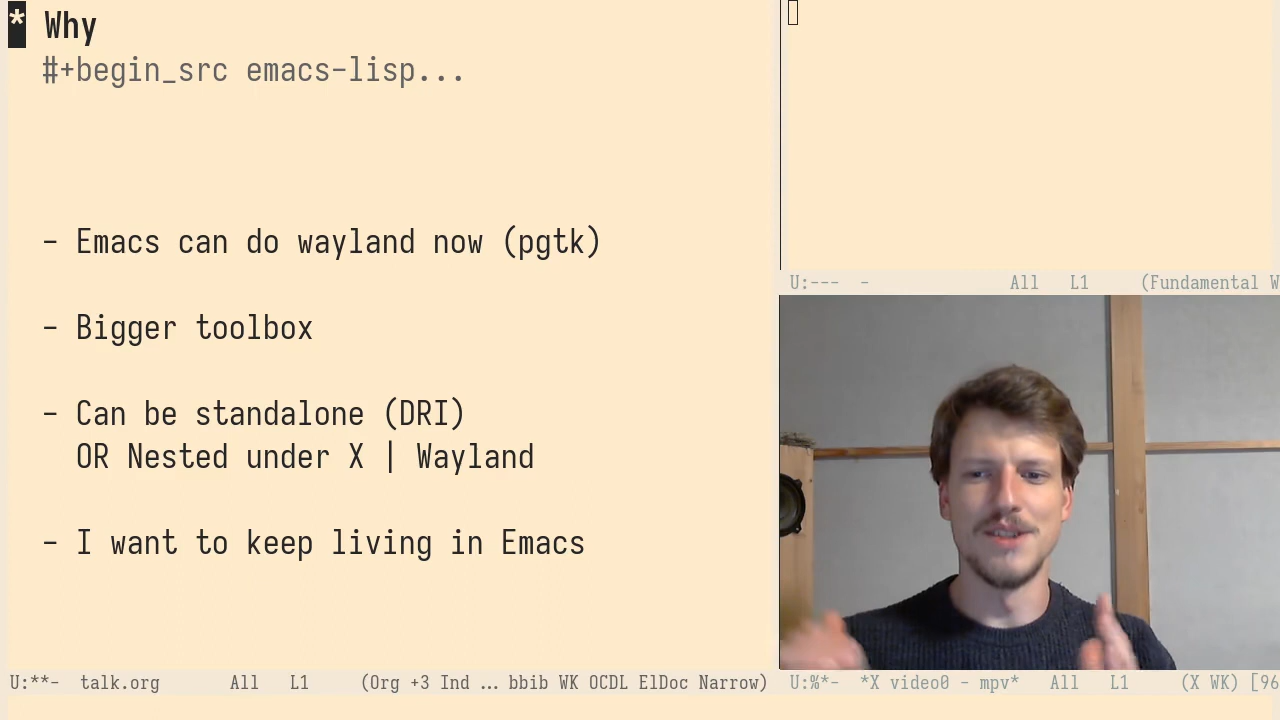 * Why
#+begin_src emacs-lisp...
- Emacs can do wayland now (pgtk)
- Bigger toolbox
- Can be standalone (DRI)
OR Nested under X | Wayland
- I want to keep living in Emacs
U:**-  talk.org       All   L1     (Org +3 Ind ... bbib WK OCDL ElDoc Narrow)
U:---  -              All   L1     (Fundamental W
U:%*-  *X video0 - mpv*   All   L1     (X WK) [96